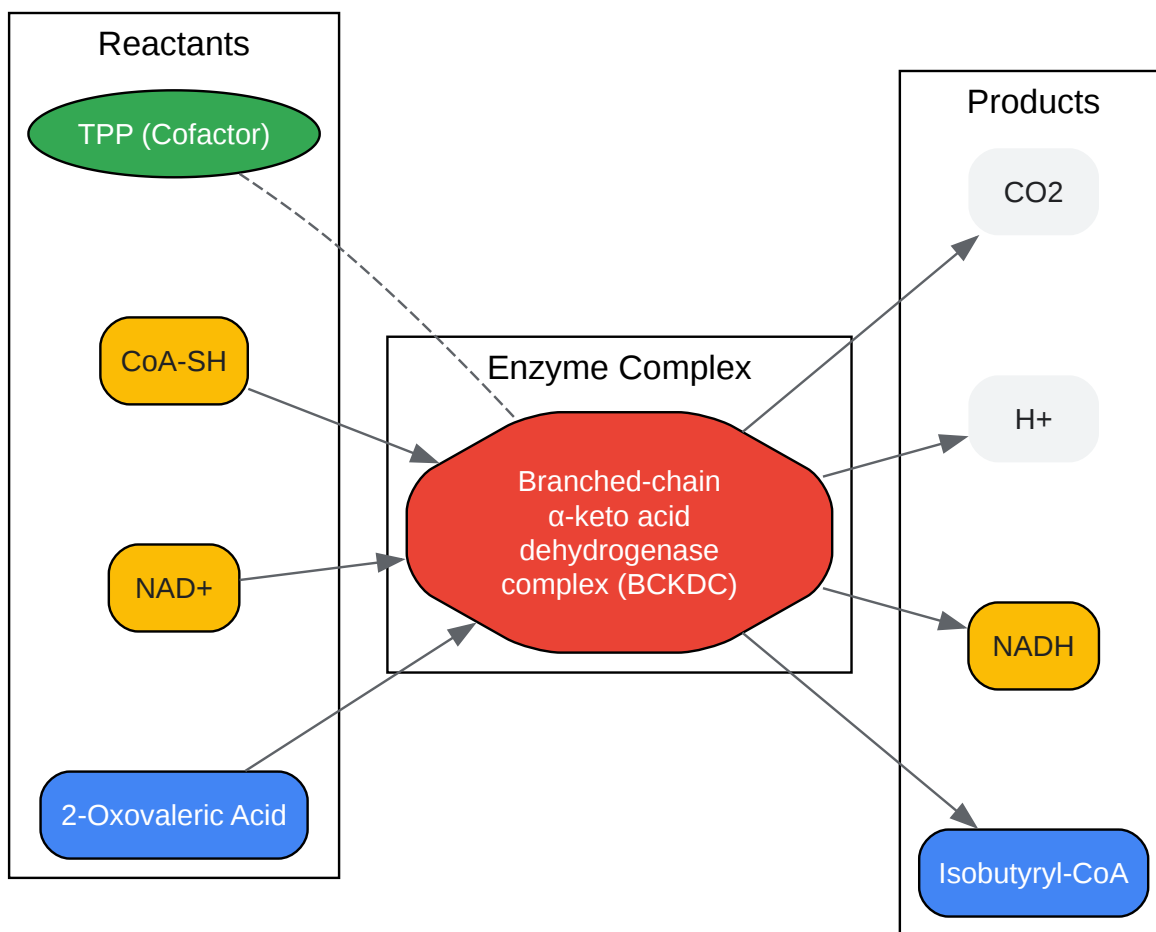 Reactants
TPP (Cofactor)
CoA-SH
NAD+
2-Oxovaleric Acid
Enzyme Complex
Branched-chain
α-keto acid
dehydrogenase
complex (BCKDC)
Products
CO2
H+
NADH
Isobutyryl-CoA